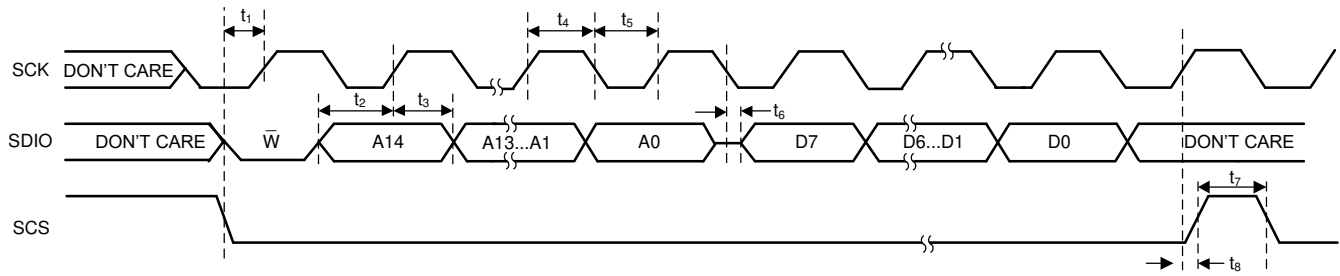 t1 t4 t5
SCK DON'T CARE
t2 t3 t6
SDIO DON'T CARE W̅ A14 A13...A1 A0 D7 D6...D1 D0 DON'T CARE
t7
SCS
t8